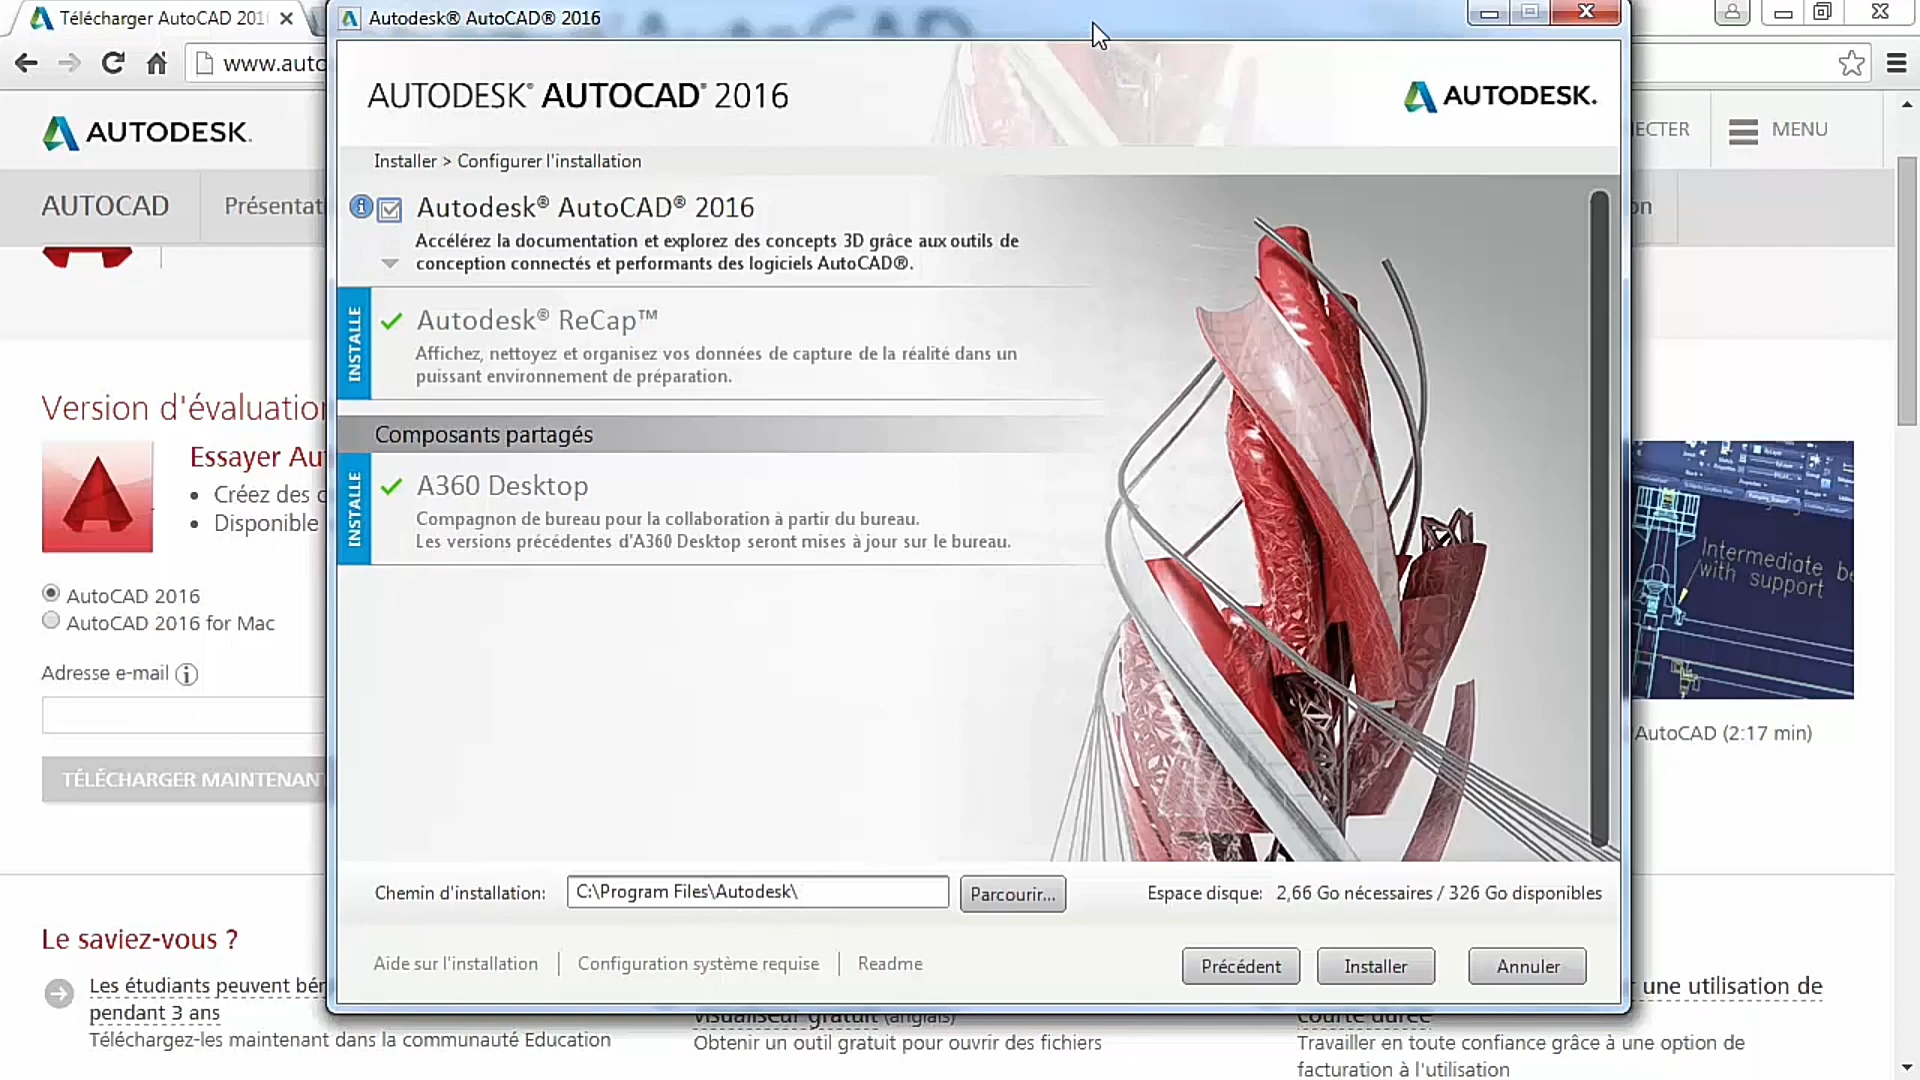 Télécharger AutoCAD 201
Autodesk® AutoCAD® 2016
www.auto
AUTODESK® AUTOCAD® 2016
AUTODESK.
AUTODESK.
ECTER
MENU
Installer > Configurer l'installation
AUTOCAD
Présentat
on
Autodesk® AutoCAD® 2016
Accélérez la documentation et explorez des concepts 3D grâce aux outils de
conception connectés et performants des logiciels AutoCAD®.
INSTALLE
Autodesk® ReCap™
Affichez, nettoyez et organisez vos données de capture de la réalité dans un
puissant environnement de préparation.
Composants partagés
INSTALLE
A360 Desktop
Compagnon de bureau pour la collaboration à partir du bureau.
Les versions précédentes d'A360 Desktop seront mises à jour sur le bureau.
Version d'évaluation
Essayer Au
Créez des c
Disponible
AutoCAD 2016
AutoCAD 2016 for Mac
Adresse e-mail
TÉLÉCHARGER MAINTENANT
Intermediate be
with support
AutoCAD (2:17 min)
Chemin d'installation:
C:\Program Files\Autodesk\
Parcourir...
Espace disque: 2,66 Go nécessaires / 326 Go disponibles
Aide sur l'installation
Configuration système requise
Readme
Précédent
Installer
Annuler
Le saviez-vous ?
Les étudiants peuvent bér
pendant 3 ans
Téléchargez-les maintenant dans la communauté Education
visualiseur gratuit (anglais)
Obtenir un outil gratuit pour ouvrir des fichiers
r une utilisation de
courte durée
Travailler en toute confiance grâce à une option de
facturation à l'utilisation